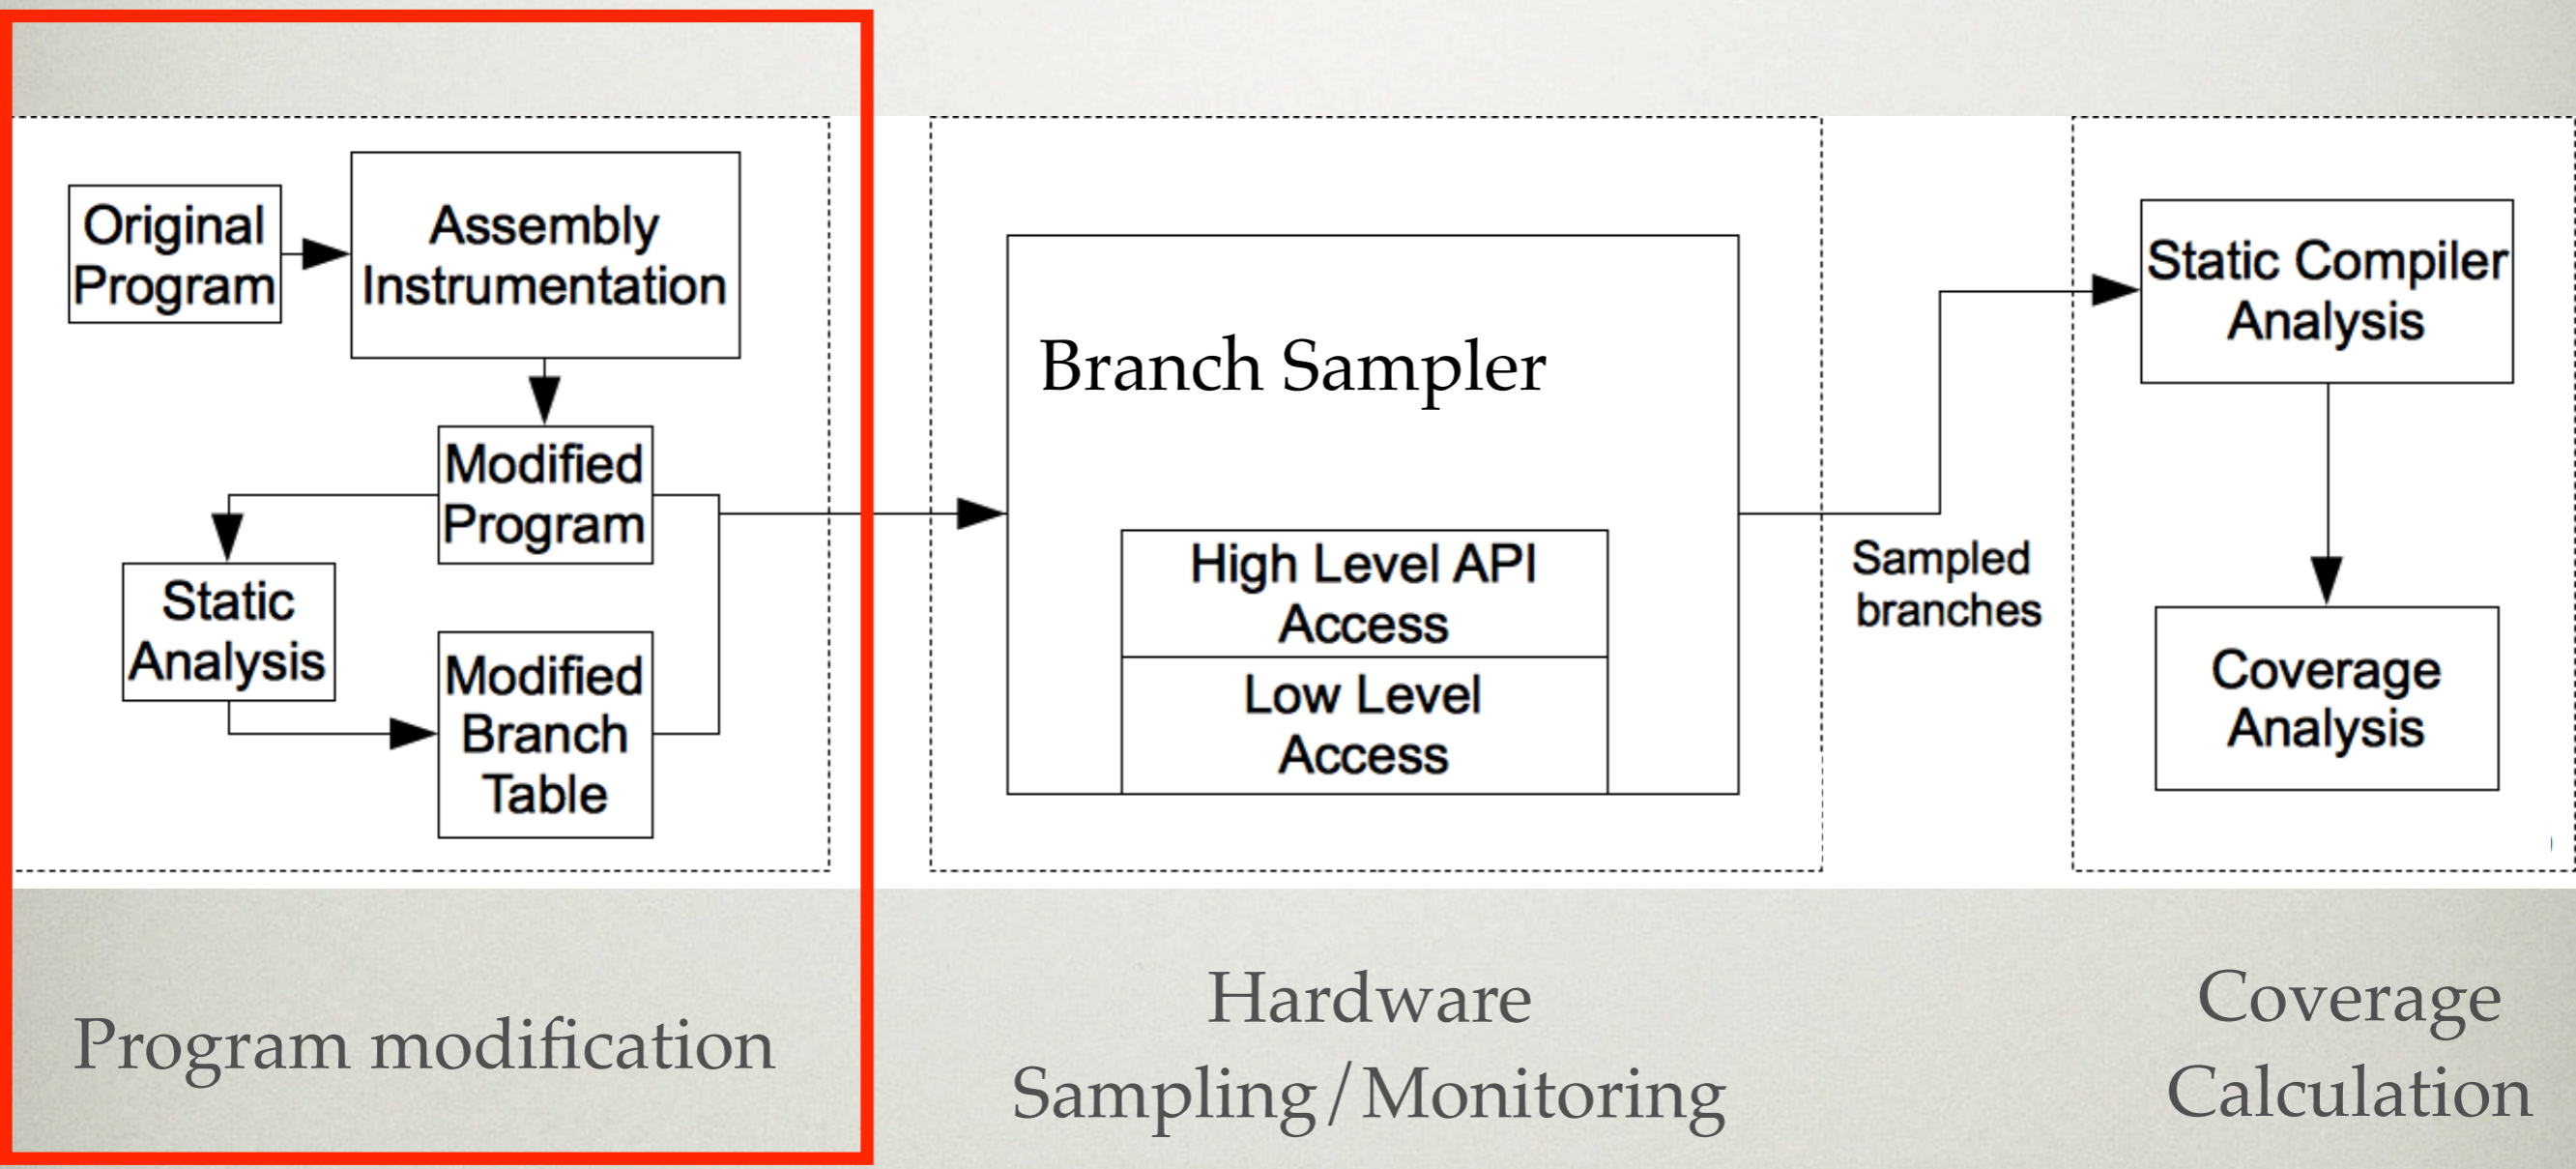 Original
Program
Assembly
Instrumentation
Modified
Program
Static
Analysis
Modified
Branch
Table
Branch Sampler
High Level API
Access
Low Level
Access
Sampled
branches
Static Compiler
Analysis
Coverage
Analysis
Program modification
Hardware
Sampling/Monitoring
Coverage
Calculation